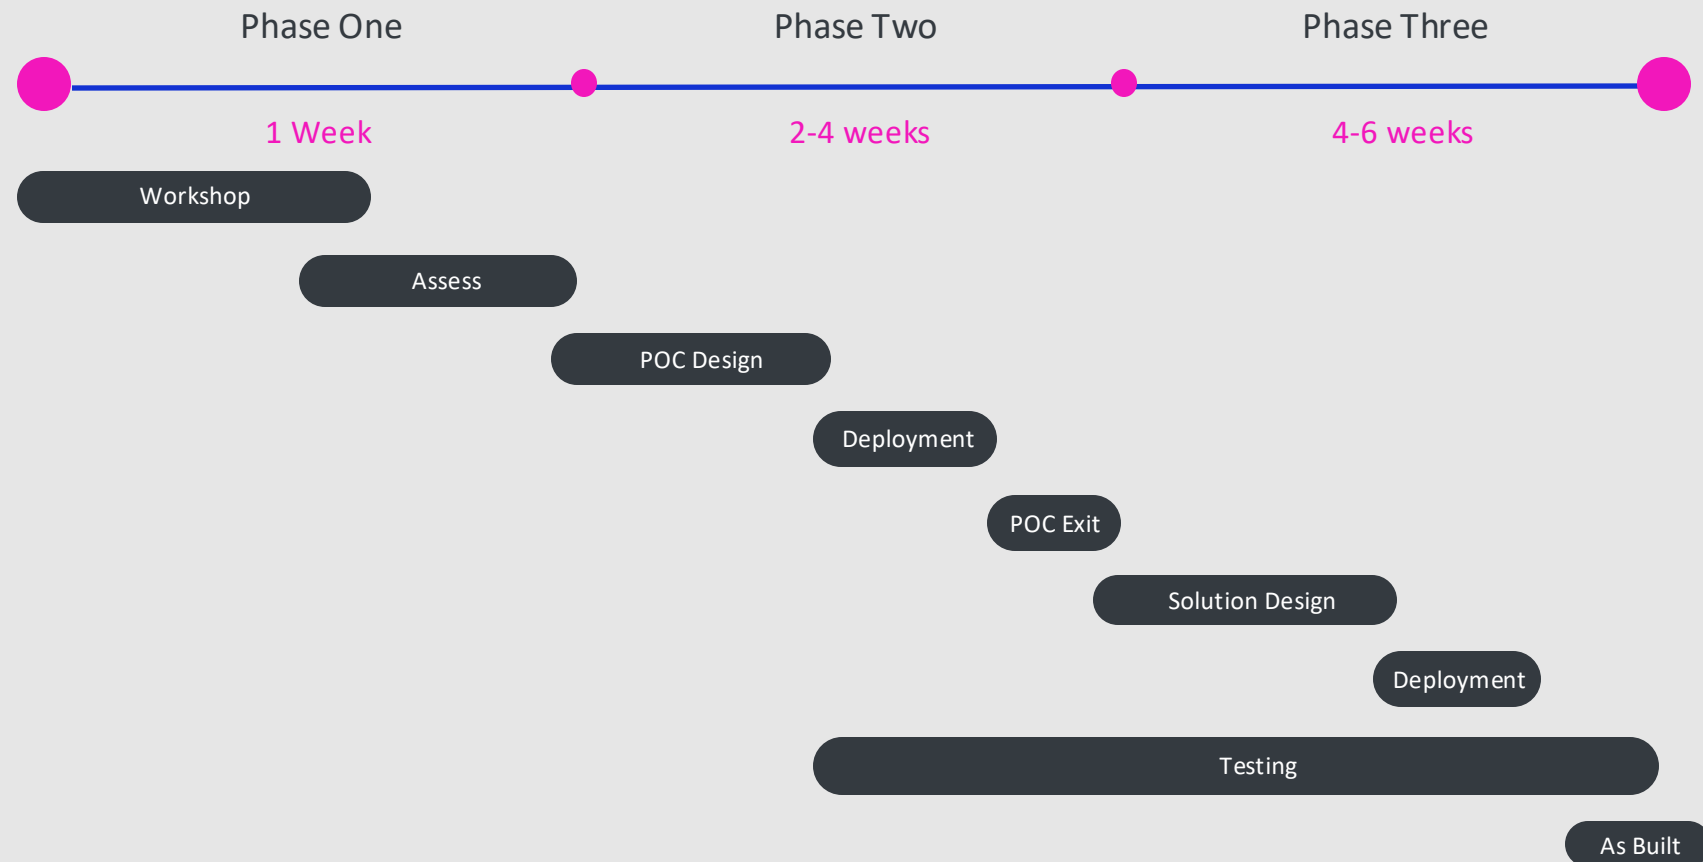 Phase One
Phase Two
Phase Three
1 Week
2-4 weeks
4-6 weeks
Workshop
Assess
POC Design
Deployment
POC Exit
Solution Design
Deployment
Testing
As Built